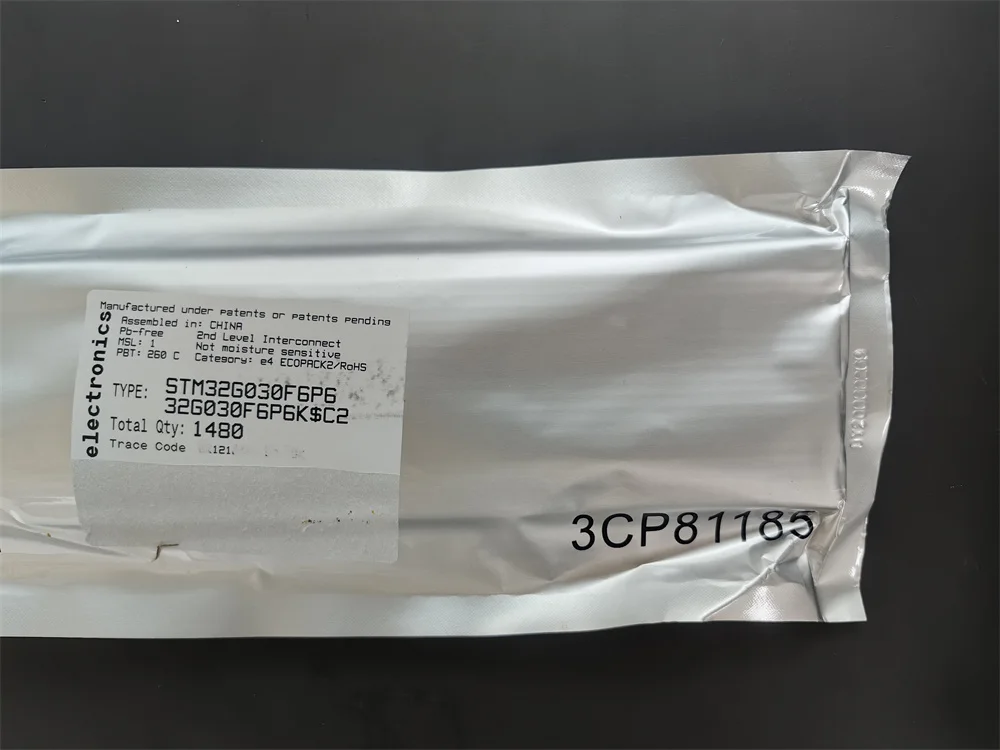 electronics
Manufactured under patents or patents pending
Assembled in: CHINA
Pb-free 2nd Level Interconnect
MSL: 1 Not moisture sensitive
PBT: 260 C Category: e4 ECOPACK2/RoHS
TYPE: STM32G030F6P6
32G030F6P6K$C2
Total Qty: 1480
Trace Code
3CP81185